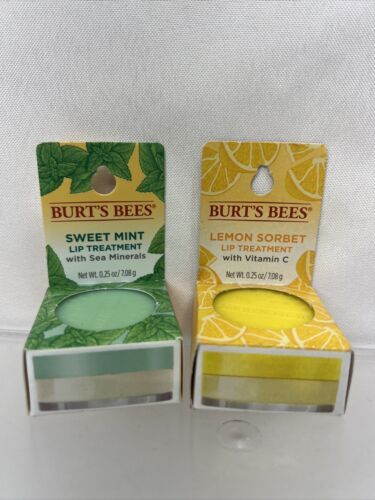 BURT'S BEES®
SWEET MINT
LIP TREATMENT
with Sea Minerals
Net Wt. 0.25 oz/7.08 g
BURT'S BEES®
LEMON SORBET
LIP TREATMENT
with Vitamin C
Net Wt. 0.25 oz/7.08 g